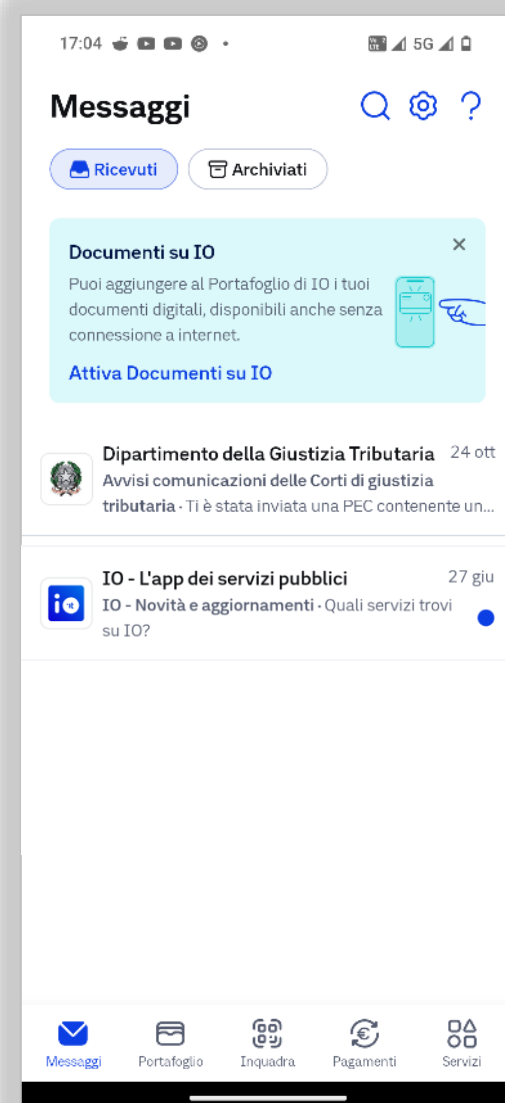 17:04 5G
Messaggi
Ricevuti Archiviati
Documenti su IO
Puoi aggiungere al Portafoglio di IO i tuoi
documenti digitali, disponibili anche senza
connessione a internet.
Attiva Documenti su IO
Dipartimento della Giustizia Tributaria 24 ott
Avvisi comunicazioni delle Corti di giustizia
tributaria · Ti è stata inviata una PEC contenente un...
IO - L'app dei servizi pubblici 27 giu
IO - Novità e aggiornamenti · Quali servizi trovi
su IO?
Messaggi Portafoglio Inquadra Pagamenti Servizi